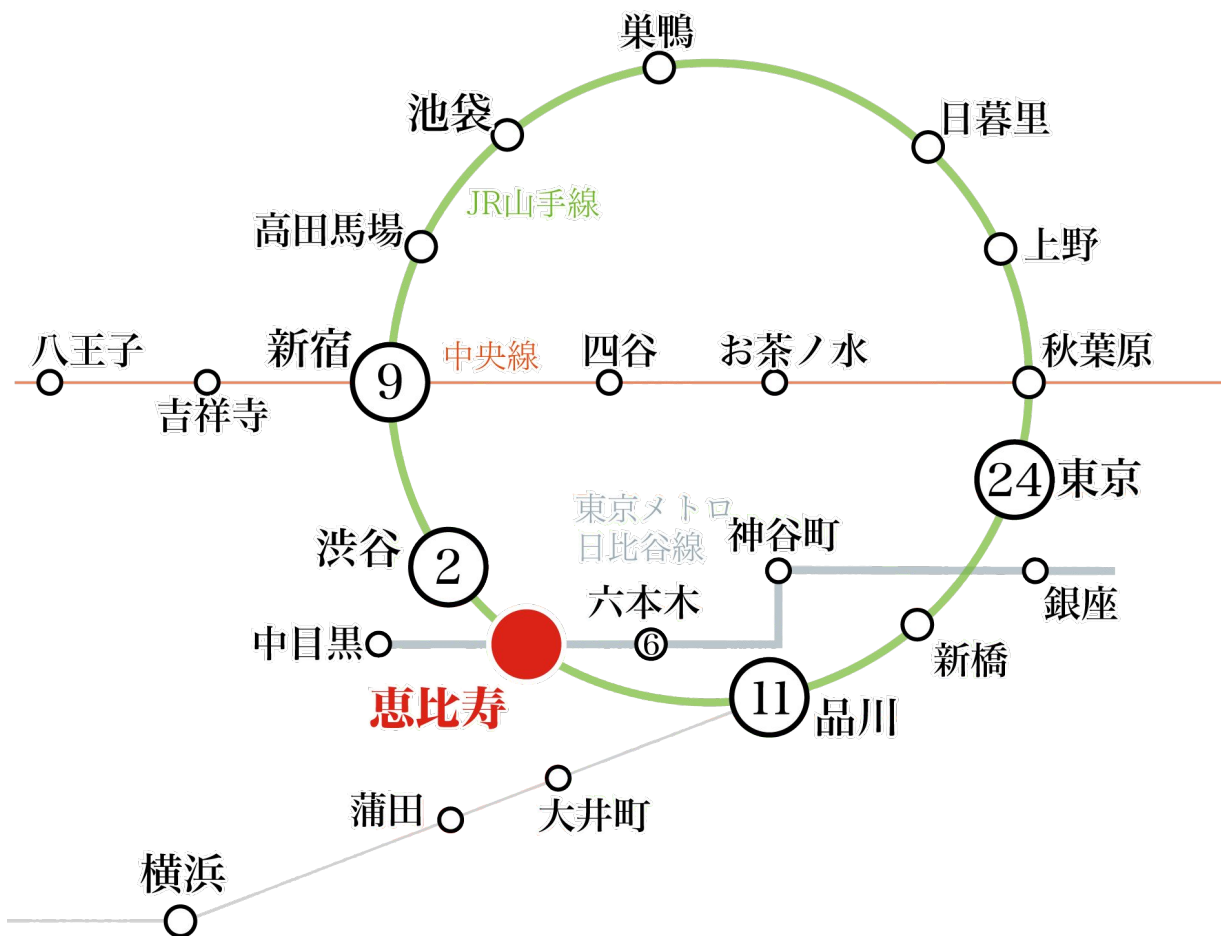 巣鴨
池袋
日暮里
JR山手線
高田馬場
上野
八王子
新宿
中央線
四谷
お茶ノ水
秋葉原
9
吉祥寺
24
東京
東京メトロ
日比谷線
神谷町
渋谷
2
六本木
銀座
中目黒
6
新橋
恵比寿
11
品川
蒲田
大井町
横浜